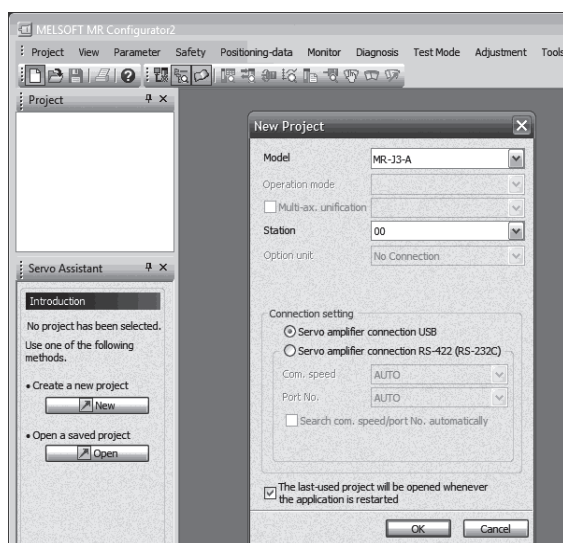 MELSOFT MR Configurator2
Project View Parameter Safety Positioning-data Monitor Diagnosis Test Mode Adjustment Tools
Project
Servo Assistant
Introduction
No project has been selected.
Use one of the following
methods.
• Create a new project
New
• Open a saved project
Open
New Project
Model MR-J3-A
Operation mode
Multi-ax. unification
Station 00
Option unit No Connection
Connection setting
Servo amplifier connection USB
Servo amplifier connection RS-422 (RS-232C)
Com. speed AUTO
Port No. AUTO
Search com. speed/port No. automatically
The last-used project will be opened whenever
the application is restarted
OK Cancel